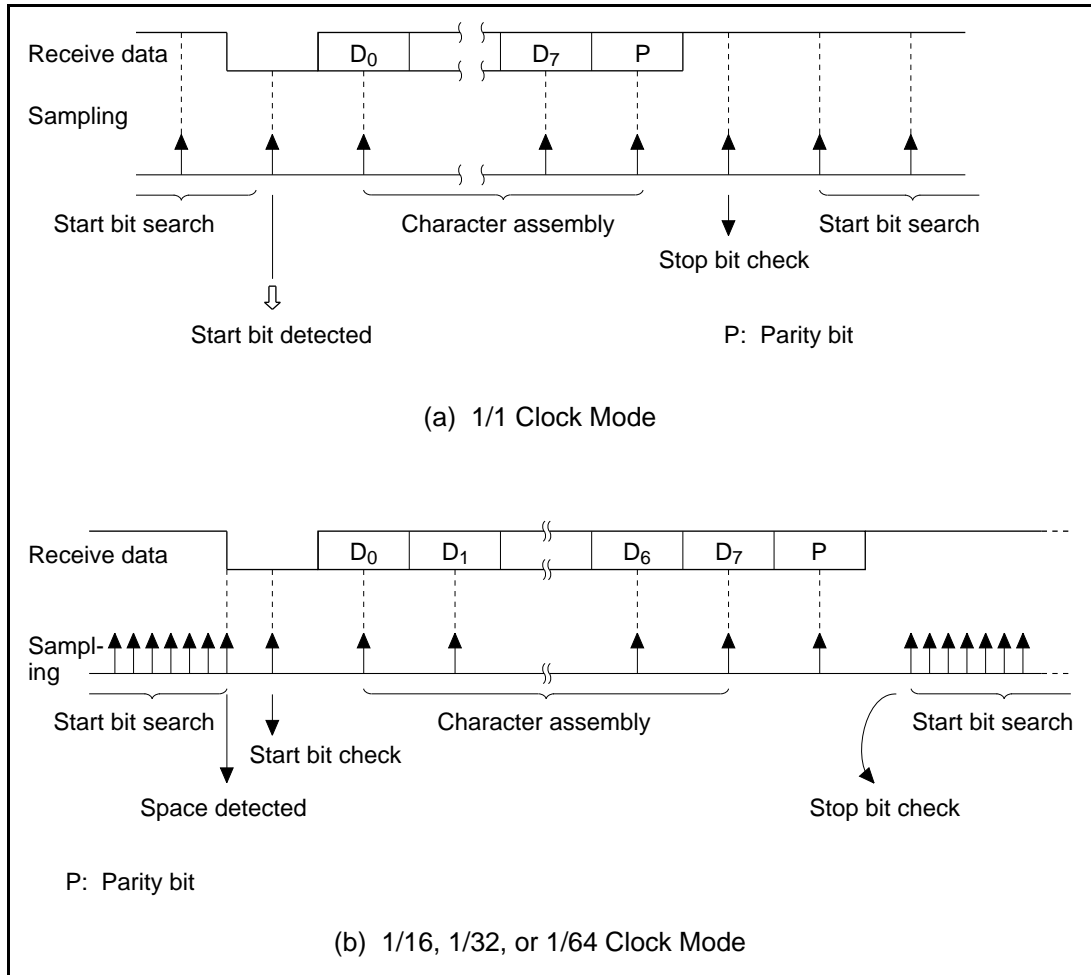 Receive data
D0 D7 P
Sampling
Start bit search
Character assembly
Start bit search
Stop bit check
Start bit detected
P: Parity bit
(a) 1/1 Clock Mode
Receive data
D0 D1 D6 D7 P
Sampl-
ing
Start bit search
Character assembly
Start bit search
Start bit check
Space detected
Stop bit check
P: Parity bit
(b) 1/16, 1/32, or 1/64 Clock Mode